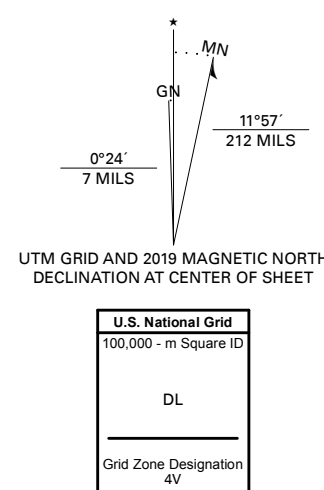 ★
MN
GN
11°57´
212 MILS
0°24´
7 MILS
UTM GRID AND 2019 MAGNETIC NORTH
DECLINATION AT CENTER OF SHEET
U.S. National Grid
100,000 - m Square ID
DL
Grid Zone Designation
4V